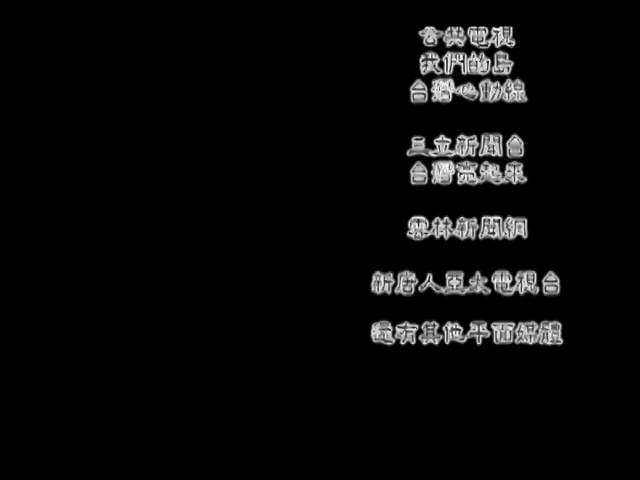 公共電視
我們的島
台灣心動線
三立新聞台
台灣亮起來
雲林新聞網
新唐人亞太電視台
還有其他平面媒體